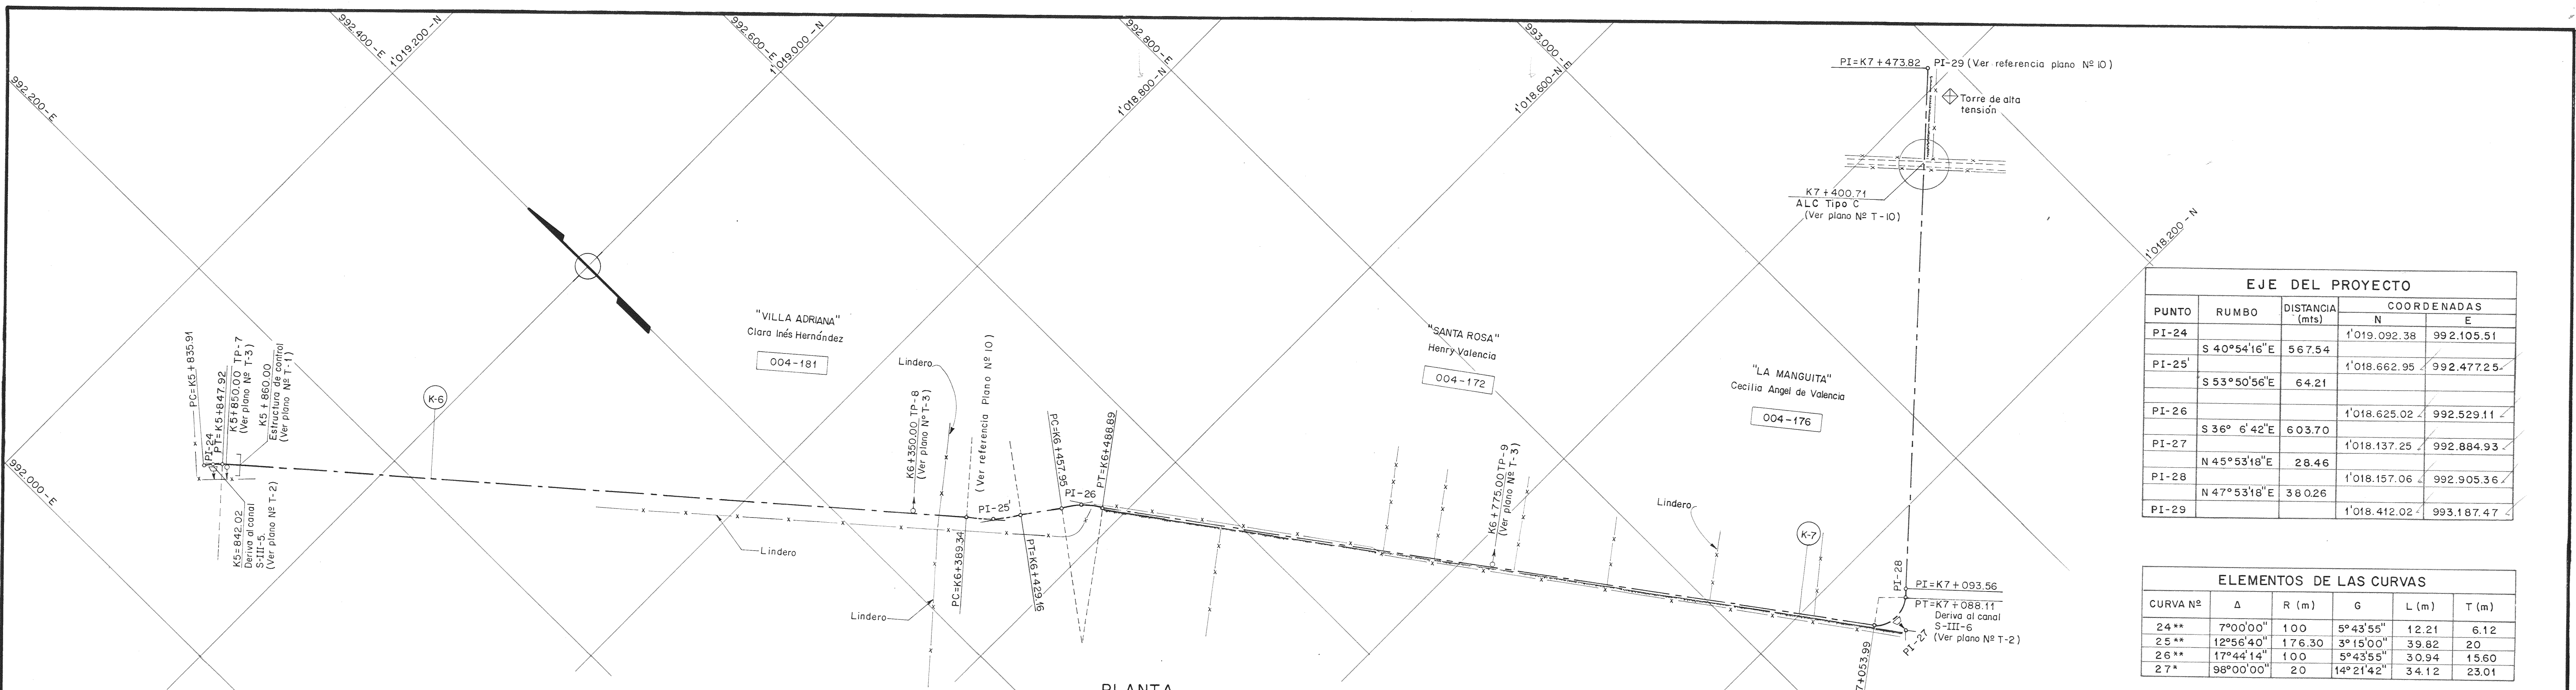 992.400-E
1'019.200-N
992.600-E
1'019.000-N
992.800-E
1'018.800-N
993.000-E
1'018.600-N
992.200-E
992.000-E
1'018.200-N
PI=K7+473.82
PI-29 (Ver referencia plano Nº 10)
Torre de alta
tensión
K7+400.71
ALC Tipo C
(Ver plano Nº T-10)
PC=K5+835.91
PI-24
PT=K5+847.92
K5+850.00 TP-7
(Ver plano Nº T-3)
K5+860.00
Estructura de control
(Ver plano Nº T-1)
K5=842.02
Deriva al canal
S-III-5.
(Ver plano Nº T-2)
K-6
"VILLA ADRIANA"
Clara Inés Hernández
004-181
Lindero
K6+350.00 TP-8
(Ver plano Nº T-3)
(Ver referencia Plano Nº 10)
Lindero
Lindero
PC=K6+389.34
PI-25'
PT=K6+429.16
PC=K6+457.95
PI-26
PT=K6+488.89
"SANTA ROSA"
Henry Valencia
004-172
K6+775.00 TP-9
(Ver plano Nº T-3)
"LA MANGUITA"
Cecilia Angel de Valencia
004-176
Lindero
K-7
PI-28
PI=K7+093.56
PT=K7+088.11
Deriva al canal
S-III-6
(Ver plano Nº T-2)
PI-27
7+053.99
PLANTA
EJE DEL PROYECTO
PUNTO RUMBO DISTANCIA (mts) COORDENADAS
N E
PI-24 1'019.092.38 992.105.51
S 40°54'16"E 567.54
PI-25' 1'018.662.95 992.477.25
S 53°50'56"E 64.21
PI-26 1'018.625.02 992.529.11
S 36° 6'42"E 603.70
PI-27 1'018.137.25 992.884.93
N 45°53'18"E 28.46
PI-28 1'018.157.06 992.905.36
N 47°53'18"E 380.26
PI-29 1'018.412.02 993.187.47
ELEMENTOS DE LAS CURVAS
CURVA Nº Δ R (m) G L (m) T (m)
24** 7°00'00" 100 5°43'55" 12.21 6.12
25** 12°56'40" 176.30 3°15'00" 39.82 20
26** 17°44'14" 100 5°43'55" 30.94 15.60
27* 98°00'00" 20 14°21'42" 34.12 23.01